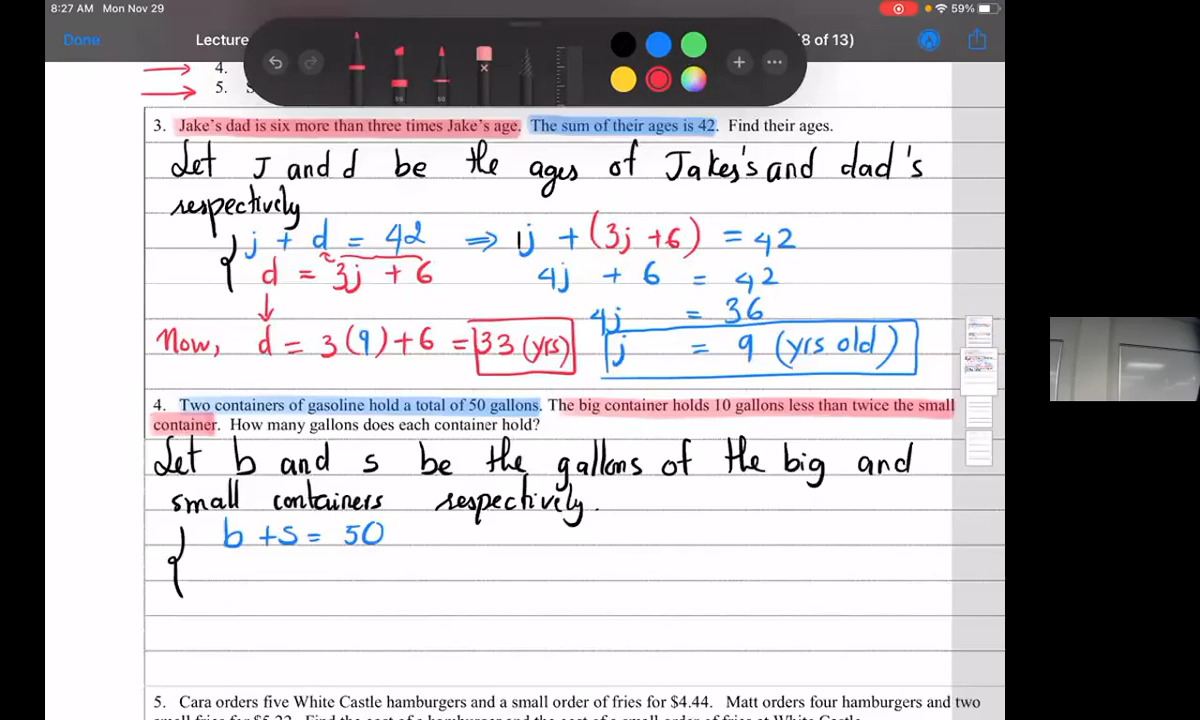 8:27 AM Mon Nov 29
59%
Done
Lecture
(8 of 13)
4.
5. S
3. Jake's dad is six more than three times Jake's age. The sum of their ages is 42. Find their ages.
Let J and d be the ages of Jakes's and dad's
respectively
j + d = 42 ⇒ 1j + (3j + 6) = 42
d = 3j + 6 4j + 6 = 42
4j = 36
Now, d = 3(9) + 6 = 33 (yrs) j = 9 (yrs old)
4. Two containers of gasoline hold a total of 50 gallons. The big container holds 10 gallons less than twice the small
container. How many gallons does each container hold?
Let b and s be the gallons of the big and
small containers respectively.
b + s = 50
5. Cara orders five White Castle hamburgers and a small order of fries for $4.44. Matt orders four hamburgers and two